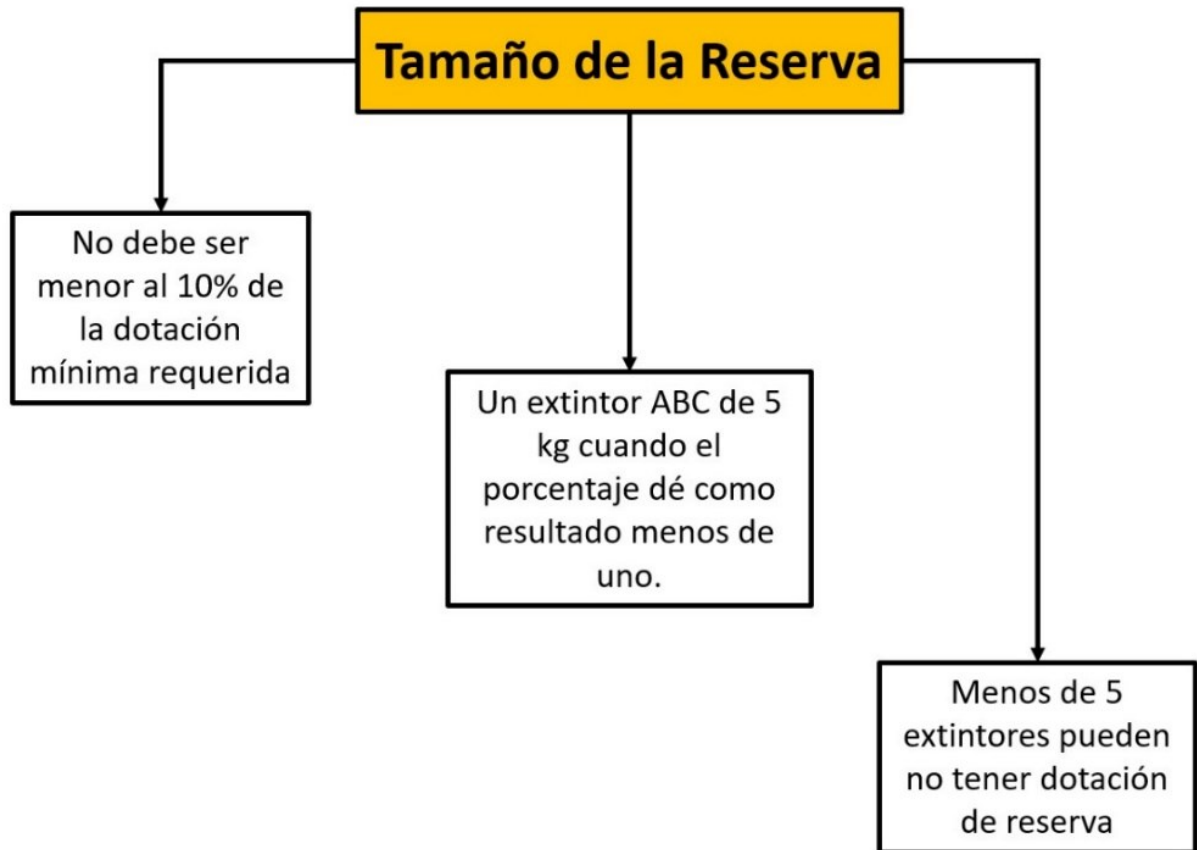 Tamaño de la Reserva
No debe ser
menor al 10% de
la dotación
mínima requerida
Un extintor ABC de 5
kg cuando el
porcentaje dé como
resultado menos de
uno.
Menos de 5
extintores pueden
no tener dotación
de reserva